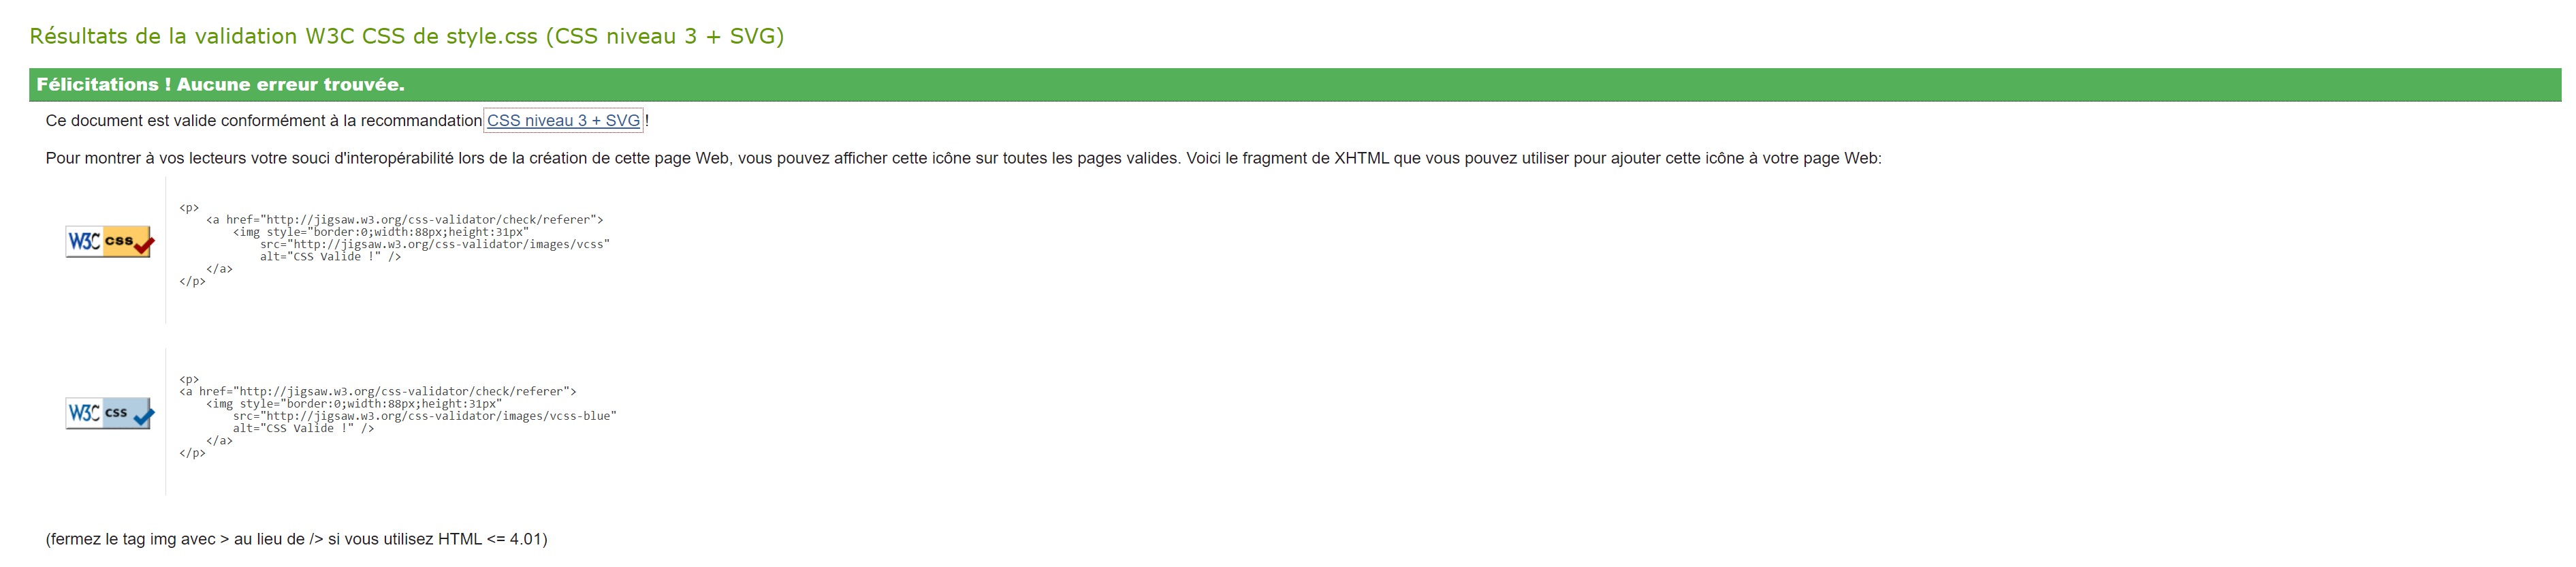 Résultats de la validation W3C CSS de style.css (CSS niveau 3 + SVG)
Félicitations ! Aucune erreur trouvée.
Ce document est valide conformément à la recommandation CSS niveau 3 + SVG !
Pour montrer à vos lecteurs votre souci d'interopérabilité lors de la création de cette page Web, vous pouvez afficher cette icône sur toutes les pages valides. Voici le fragment de XHTML que vous pouvez utiliser pour ajouter cette icône à votre page Web:
W3C css
<p>
    <a href="http://jigsaw.w3.org/css-validator/check/referer">
        <img style="border:0;width:88px;height:31px"
            src="http://jigsaw.w3.org/css-validator/images/vcss"
            alt="CSS Valide !" />
    </a>
</p>
W3C css
<p>
<a href="http://jigsaw.w3.org/css-validator/check/referer">
    <img style="border:0;width:88px;height:31px"
        src="http://jigsaw.w3.org/css-validator/images/vcss-blue"
        alt="CSS Valide !" />
    </a>
</p>
(fermez le tag img avec > au lieu de /> si vous utilisez HTML <= 4.01)